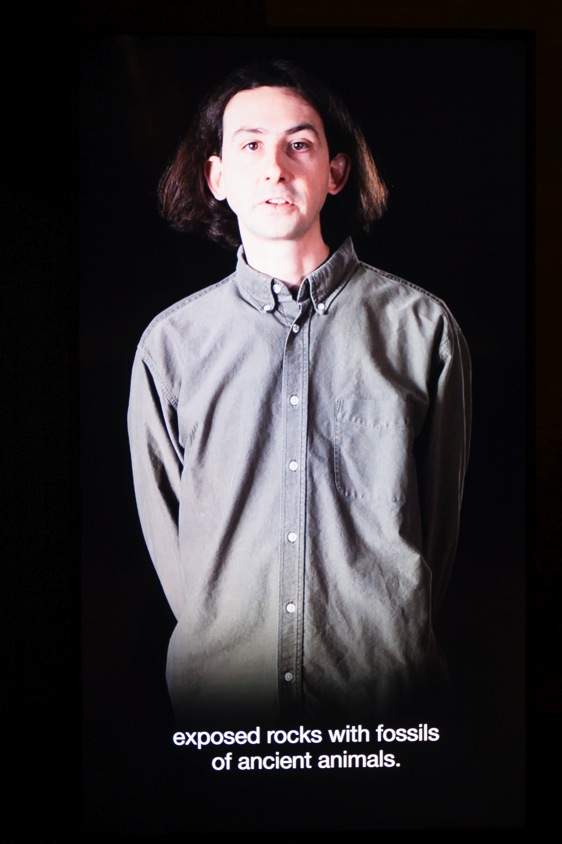 exposed rocks with fossils
of ancient animals.